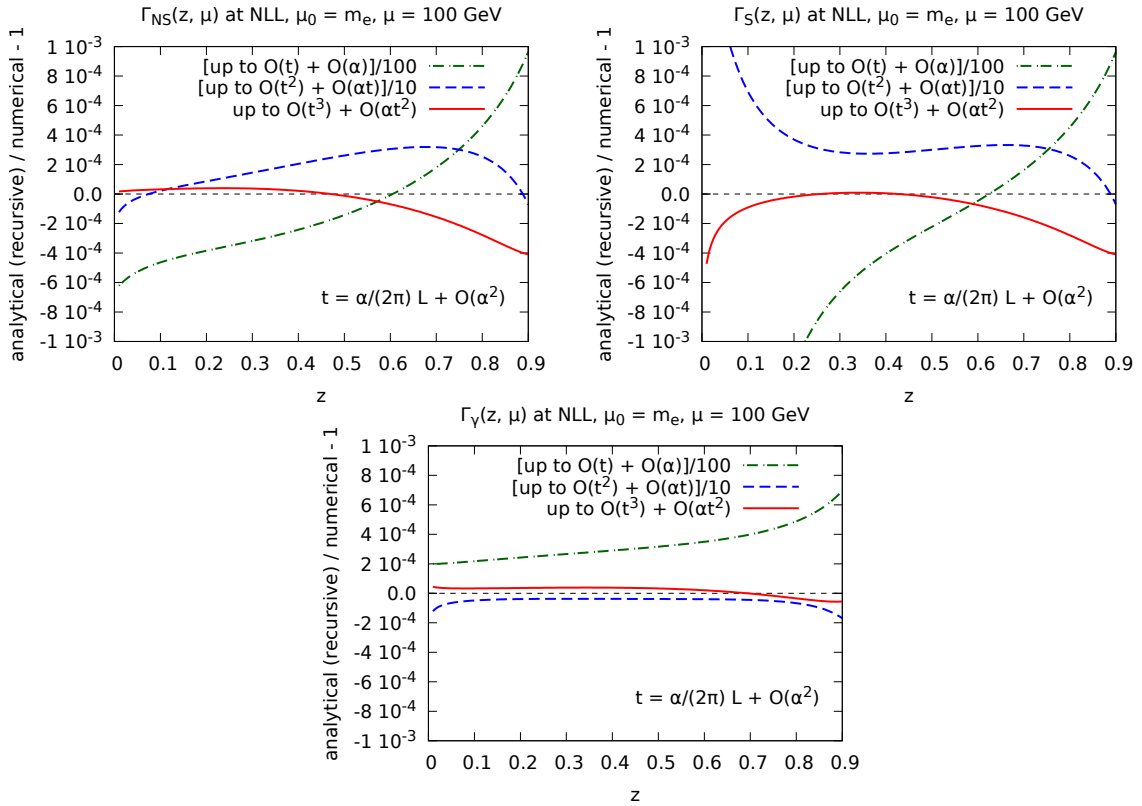 Γ_NS(z, μ) at NLL, μ₀ = m_e, μ = 100 GeV
analytical (recursive) / numerical - 1
1 10⁻³
8 10⁻⁴
6 10⁻⁴
4 10⁻⁴
2 10⁻⁴
0.0
-2 10⁻⁴
-4 10⁻⁴
-6 10⁻⁴
-8 10⁻⁴
-1 10⁻³
[up to O(t) + O(α)]/100
[up to O(t²) + O(αt)]/10
up to O(t³) + O(αt²)
t = α/(2π) L + O(α²)
0 0.1 0.2 0.3 0.4 0.5 0.6 0.7 0.8 0.9
z
Γ_S(z, μ) at NLL, μ₀ = m_e, μ = 100 GeV
analytical (recursive) / numerical - 1
1 10⁻³
8 10⁻⁴
6 10⁻⁴
4 10⁻⁴
2 10⁻⁴
0.0
-2 10⁻⁴
-4 10⁻⁴
-6 10⁻⁴
-8 10⁻⁴
-1 10⁻³
[up to O(t) + O(α)]/100
[up to O(t²) + O(αt)]/10
up to O(t³) + O(αt²)
t = α/(2π) L + O(α²)
0 0.1 0.2 0.3 0.4 0.5 0.6 0.7 0.8 0.9
z
Γ_γ(z, μ) at NLL, μ₀ = m_e, μ = 100 GeV
analytical (recursive) / numerical - 1
1 10⁻³
8 10⁻⁴
6 10⁻⁴
4 10⁻⁴
2 10⁻⁴
0.0
-2 10⁻⁴
-4 10⁻⁴
-6 10⁻⁴
-8 10⁻⁴
-1 10⁻³
[up to O(t) + O(α)]/100
[up to O(t²) + O(αt)]/10
up to O(t³) + O(αt²)
t = α/(2π) L + O(α²)
0 0.1 0.2 0.3 0.4 0.5 0.6 0.7 0.8 0.9
z